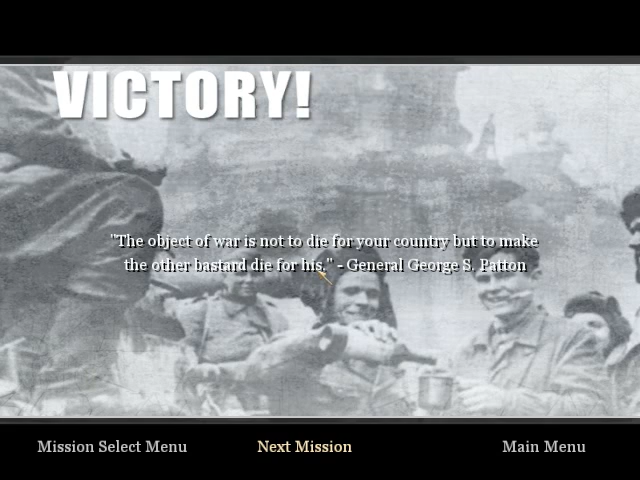 VICTORY!
"The object of war is not to die for your country but to make
the other bastard die for his." - General George S. Patton
Mission Select Menu
Next Mission
Main Menu